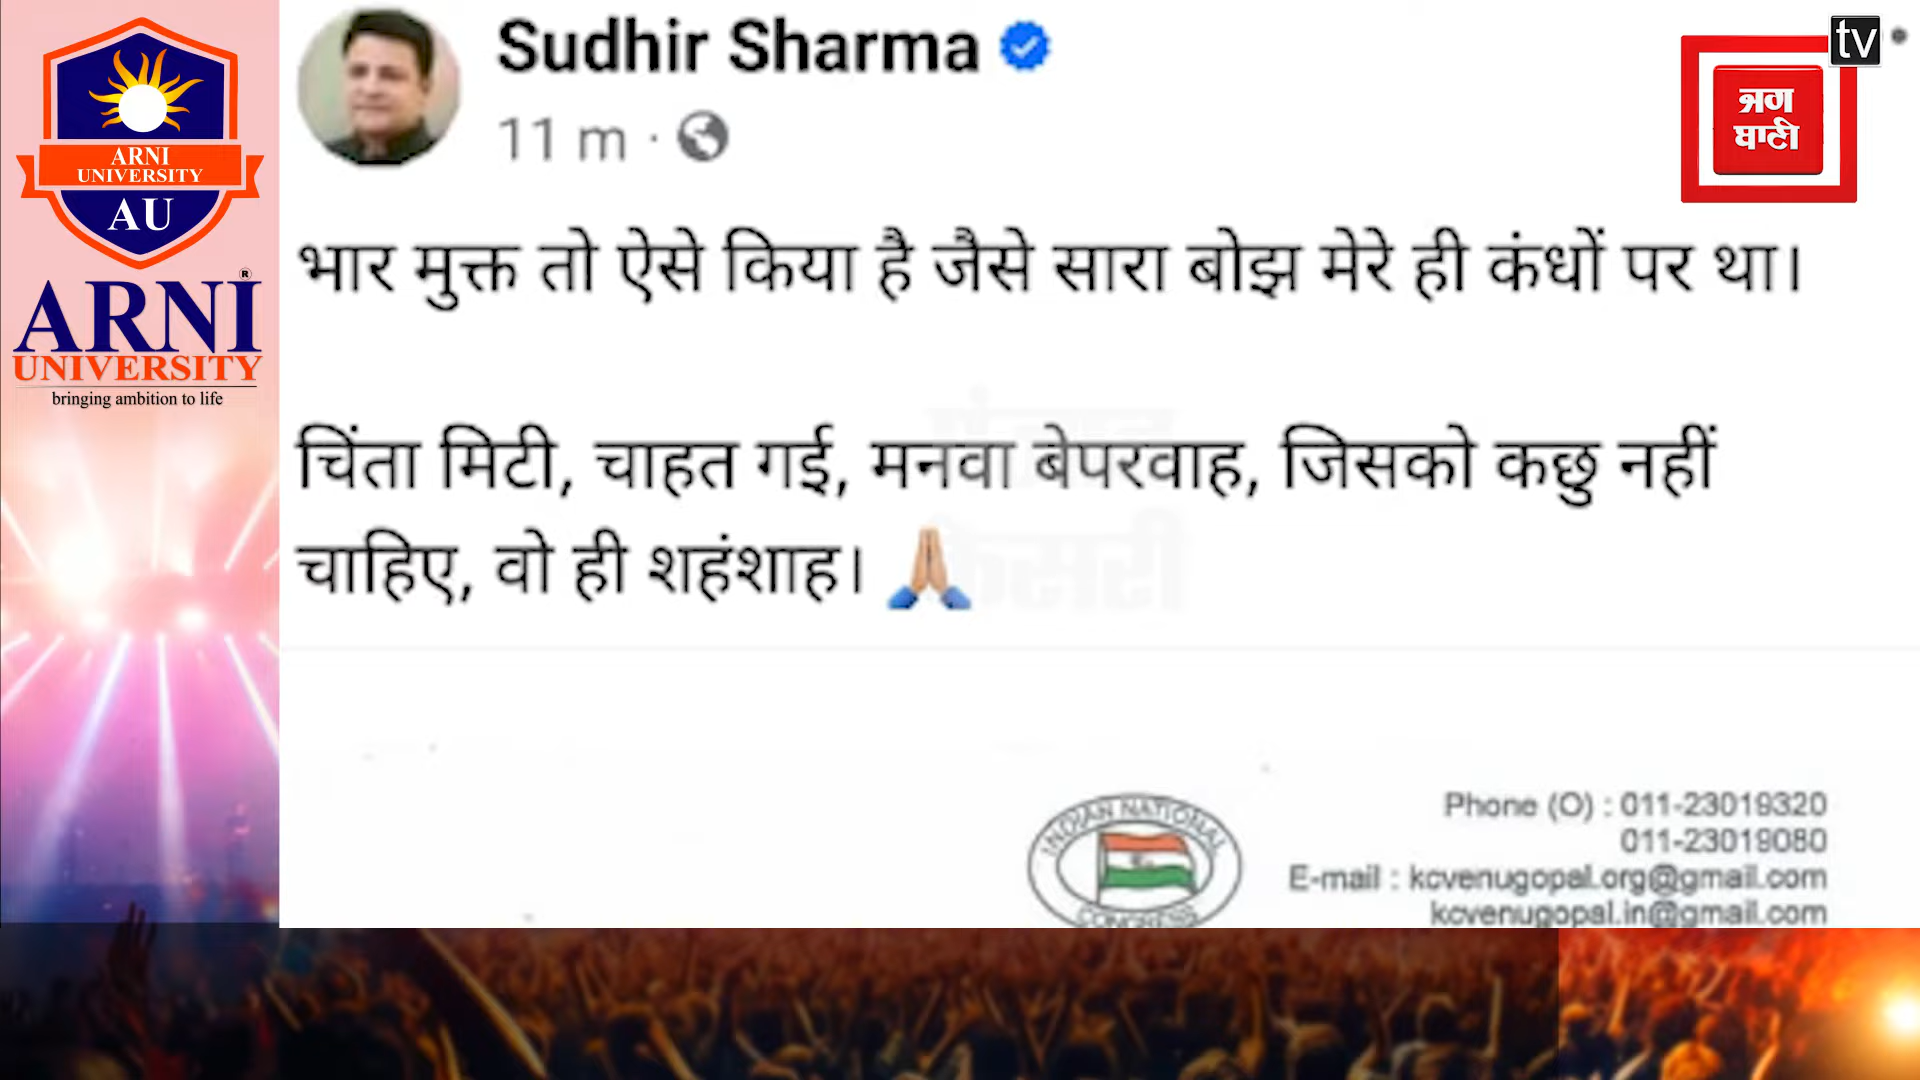 ARNI
UNIVERSITY
AU
ARNI
®
UNIVERSITY
bringing ambition to life
Sudhir Sharma
11 m ·
tv
ਜਗ
ਬਾਣੀ
भार मुक्त तो ऐसे किया है जैसे सारा बोझ मेरे ही कंधों पर था।
चिंता मिटी, चाहत गई, मनवा बेपरवाह, जिसको कछु नहीं
चाहिए, वो ही शहंशाह।
पंजाब
केसरी
INDIAN NATIONAL
CONGRESS
Phone (O) : 011-23019320
011-23019080
E-mail : kcvenugopal.org@gmail.com
kcvenugopal.in@gmail.com